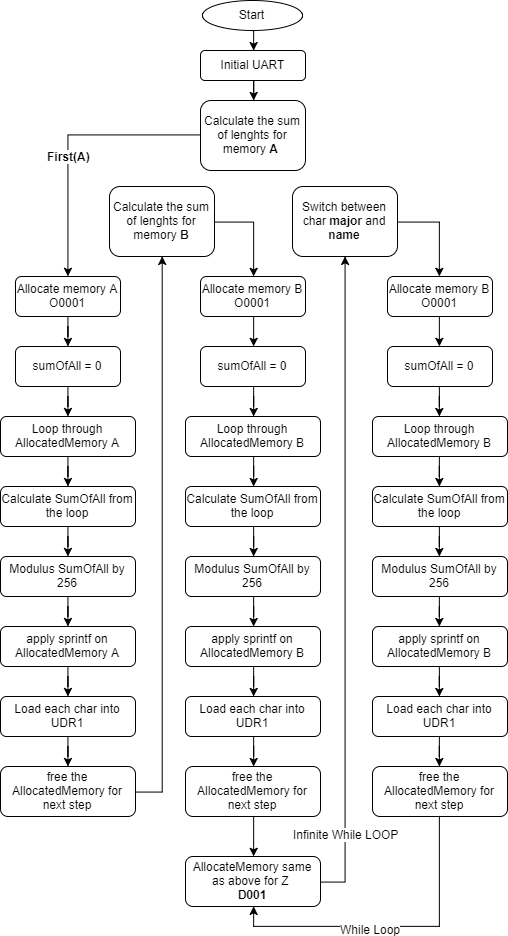 Start
Initial UART
Calculate the sum
of lenghts for
memory A
First(A)
Allocate memory A
O0001
sumOfAll = 0
Loop through
AllocatedMemory A
Calculate SumOfAll from
the loop
Modulus SumOfAll by
256
apply sprintf on
AllocatedMemory A
Load each char into
UDR1
free the
AllocatedMemory for
next step
Calculate the sum
of lenghts for
memory B
Allocate memory B
O0001
sumOfAll = 0
Loop through
AllocatedMemory B
Calculate SumOfAll from
the loop
Modulus SumOfAll by
256
apply sprintf on
AllocatedMemory B
Load each char into
UDR1
free the
AllocatedMemory for
next step
AllocateMemory same
as above for Z
D001
Infinite While LOOP
Switch between
char major and
name
Allocate memory B
O0001
sumOfAll = 0
Loop through
AllocatedMemory B
Calculate SumOfAll from
the loop
Modulus SumOfAll by
256
apply sprintf on
AllocatedMemory B
Load each char into
UDR1
free the
AllocatedMemory for
next step
While Loop